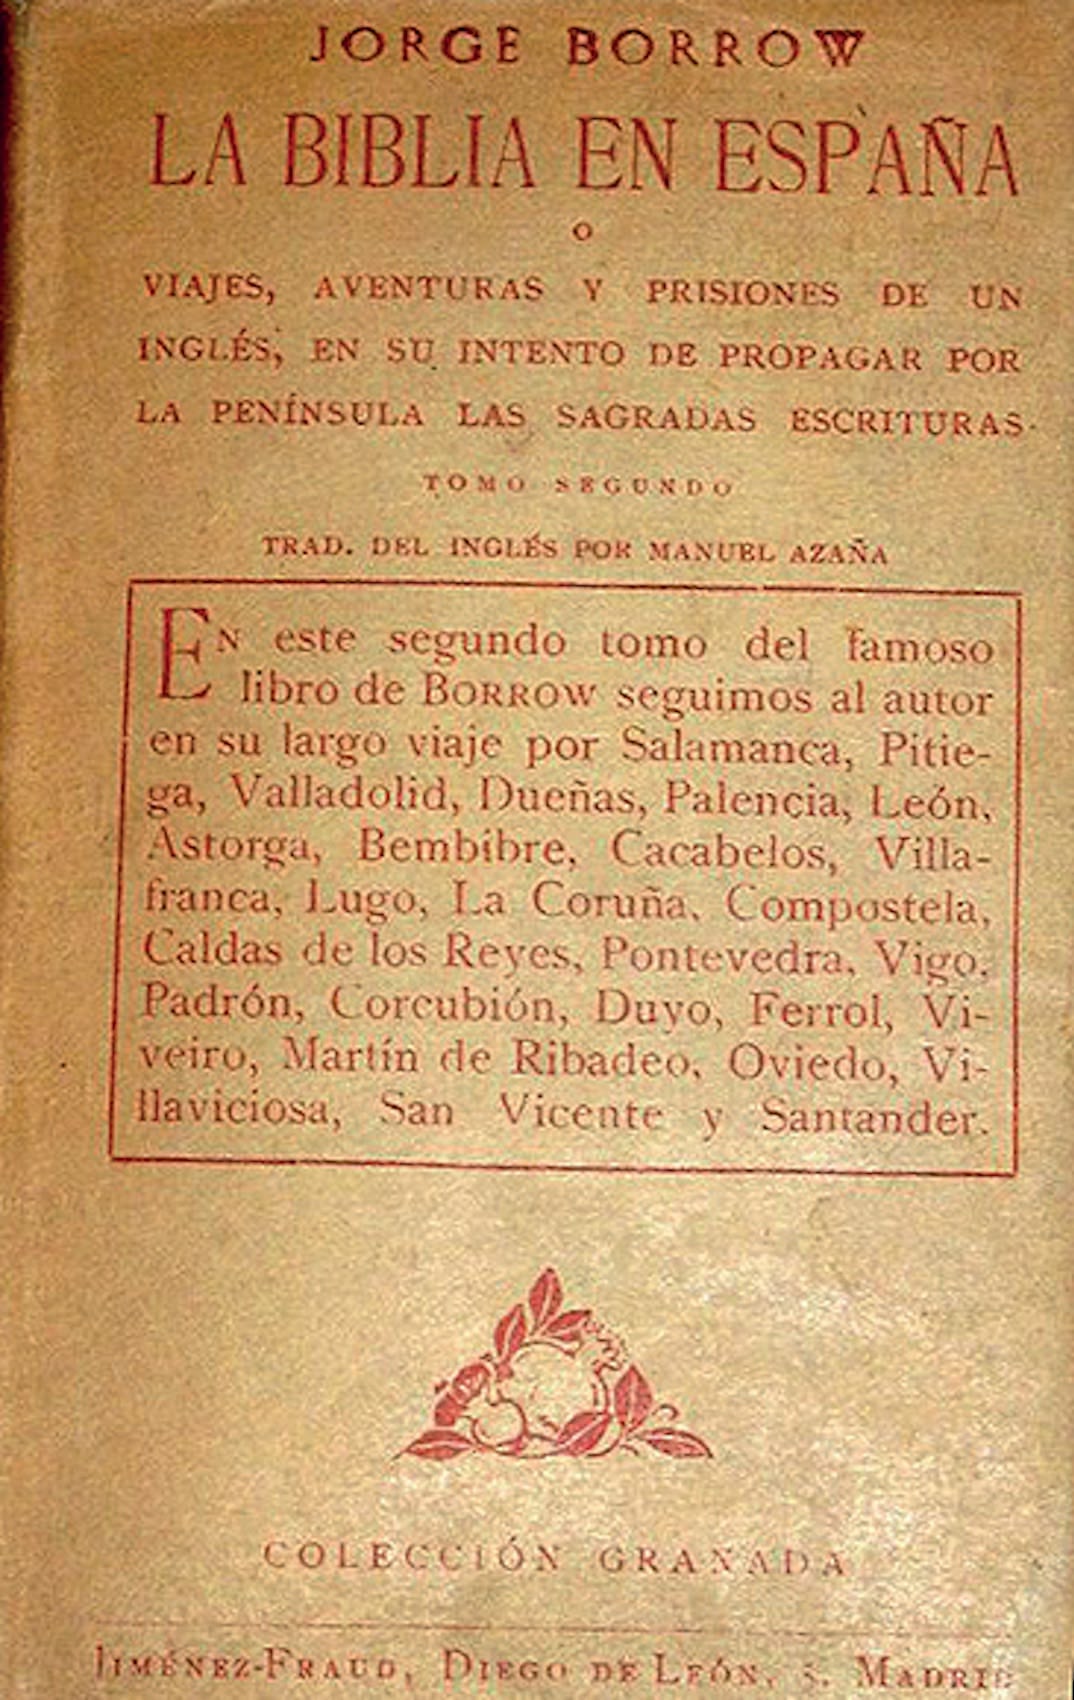 JORGE BORROW
LA BIBLIA EN ESPAÑA
O
VIAJES, AVENTURAS Y PRISIONES DE UN
INGLÉS, EN SU INTENTO DE PROPAGAR POR
LA PENÍNSULA LAS SAGRADAS ESCRITURAS.
TOMO SEGUNDO
TRAD. DEL INGLÉS POR MANUEL AZAÑA
EN este segundo tomo del famoso
libro de BORROW seguimos al autor
en su largo viaje por Salamanca, Pitie-
ga, Valladolid, Dueñas, Palencia, León,
Astorga, Bembibre, Cacabelos, Villa-
franca, Lugo, La Coruña, Compostela,
Caldas de los Reyes, Pontevedra, Vigo,
Padrón, Corcubión, Duyo, Ferrol, Vi-
veiro, Martín de Ribadeo, Oviedo, Vi-
llaviciosa, San Vicente y Santander.
COLECCIÓN GRANADA
JIMÉNEZ-FRAUD, DIEGO DE LEÓN, 3. MADRID